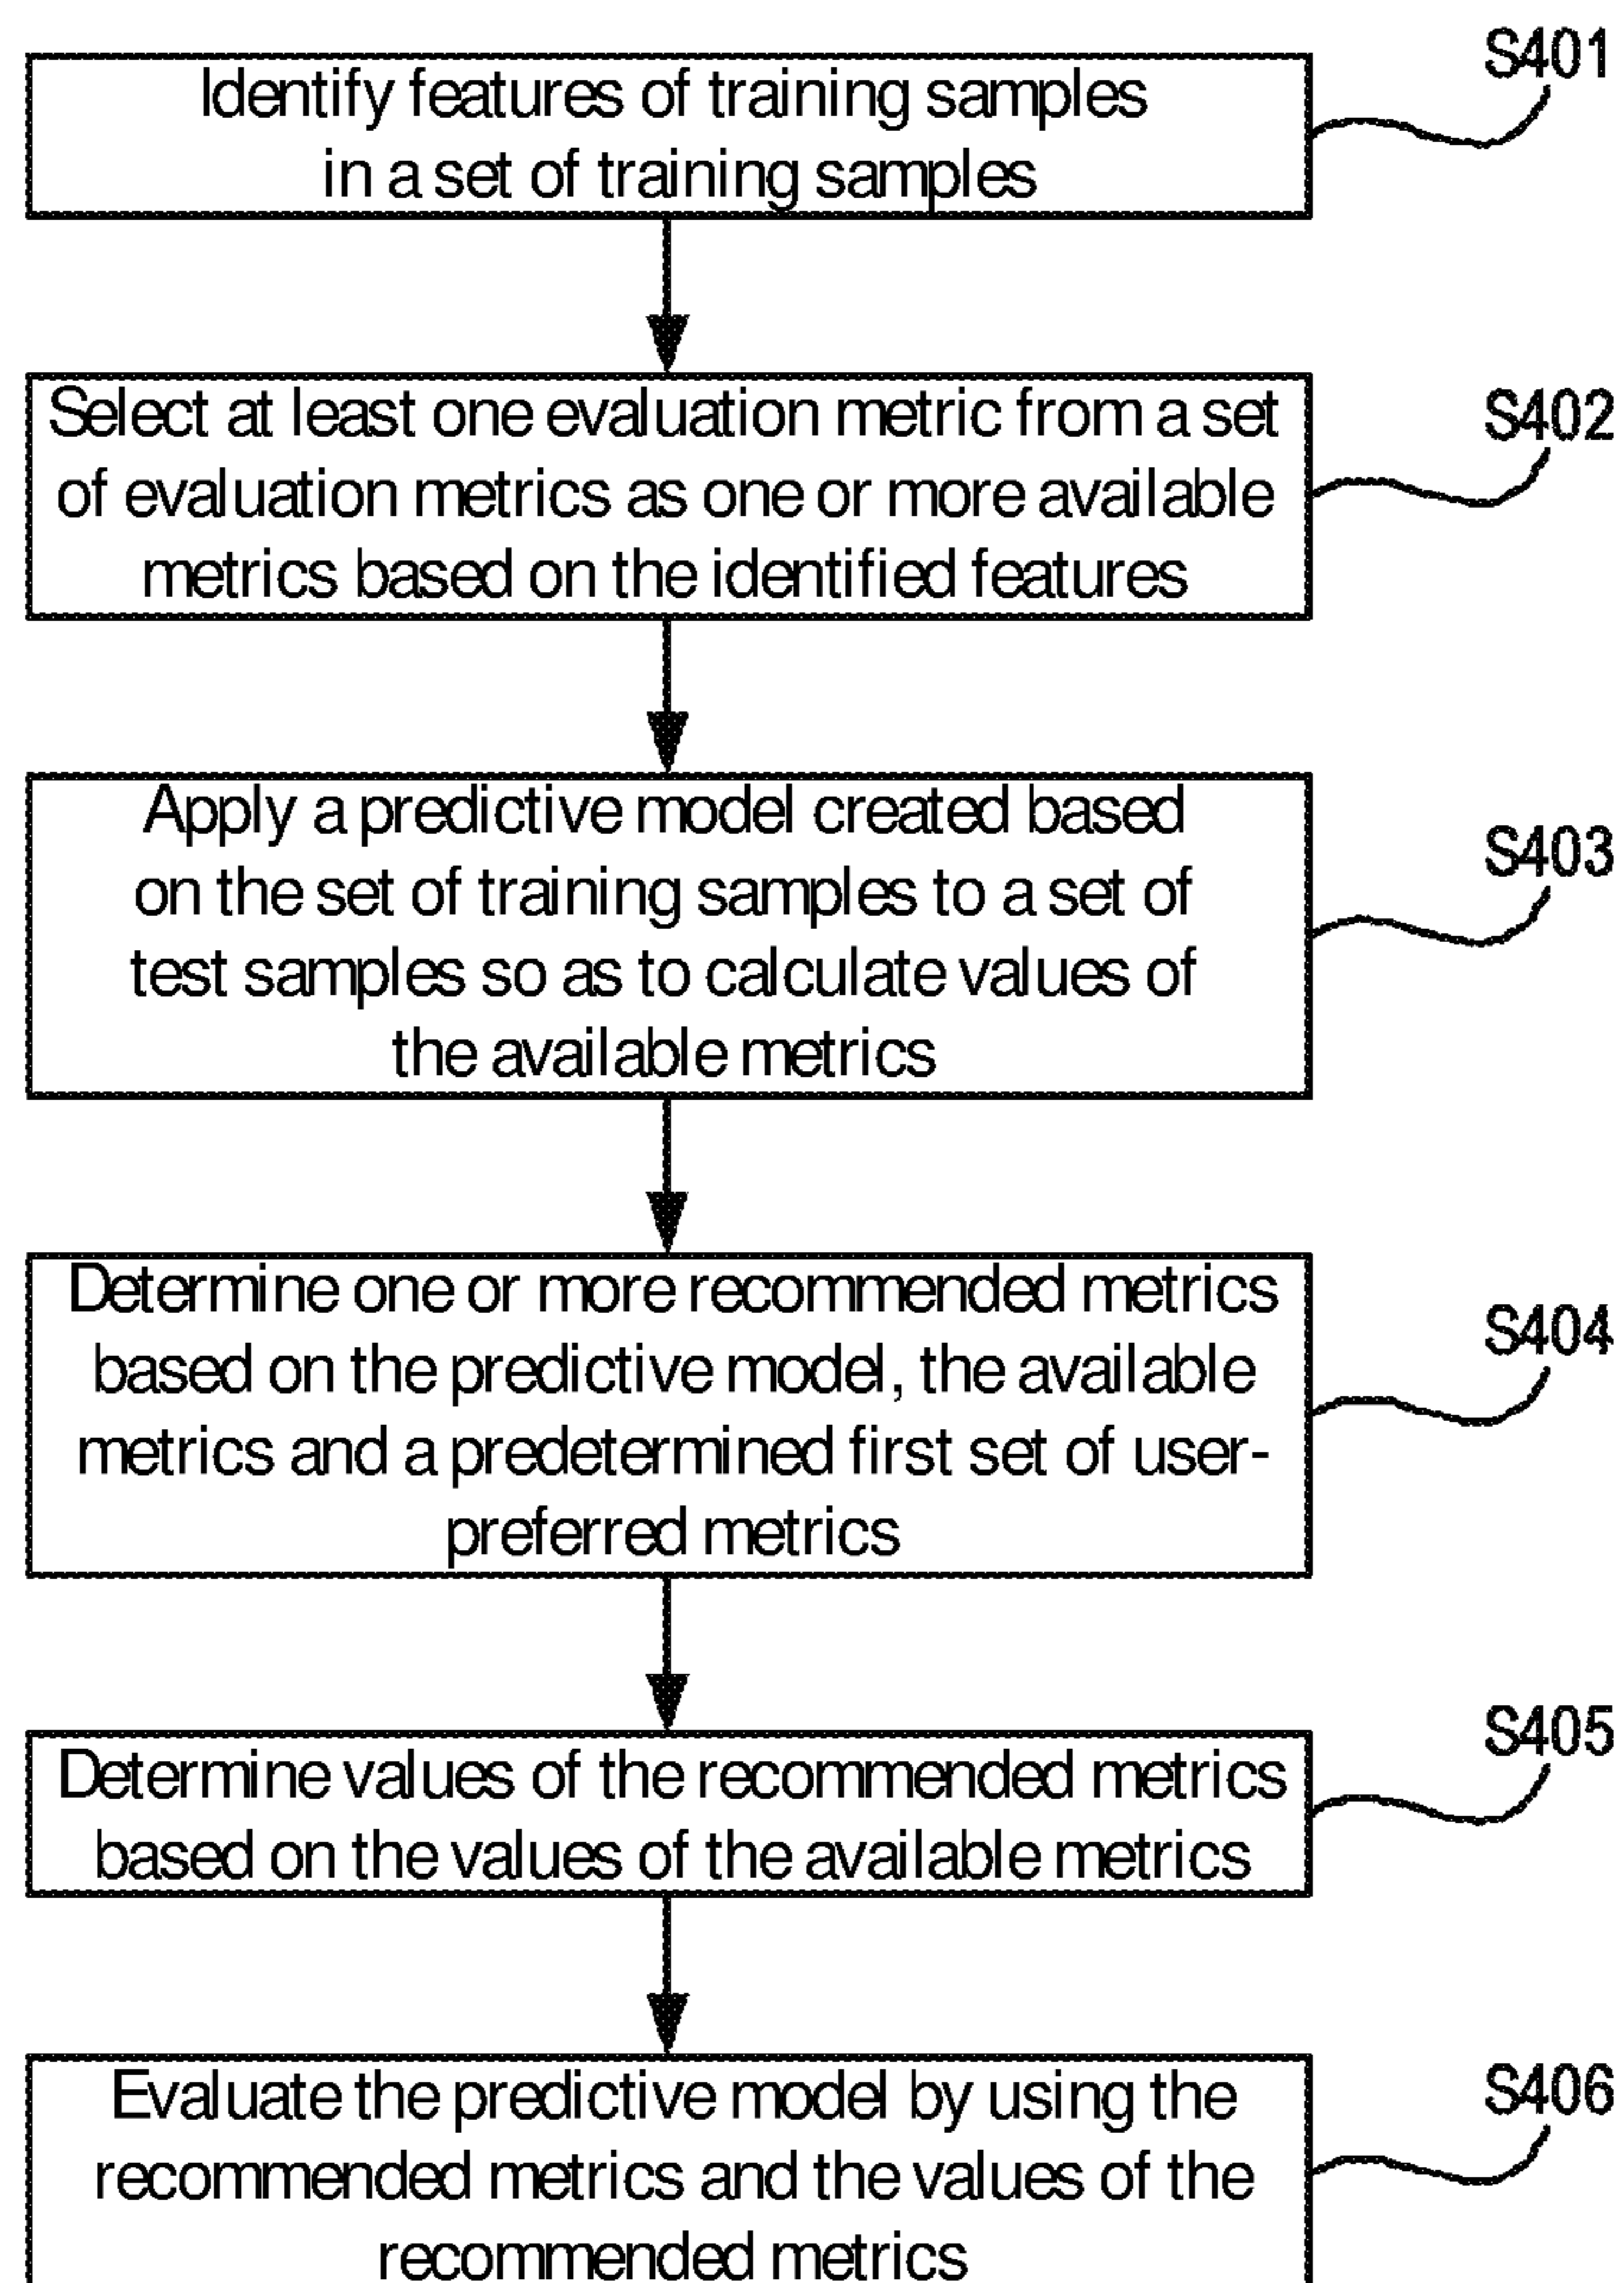 S401
Identify features of training samples
in a set of training samples
S402
Select at least one evaluation metric from a set
of evaluation metrics as one or more available
metrics based on the identified features
S403
Apply a predictive model created based
on the set of training samples to a set of
test samples so as to calculate values of
the available metrics
S404
Determine one or more recommended metrics
based on the predictive model, the available
metrics and a predetermined first set of user-
preferred metrics
S405
Determine values of the recommended metrics
based on the values of the available metrics
S406
Evaluate the predictive model by using the
recommended metrics and the values of the
recommended metrics